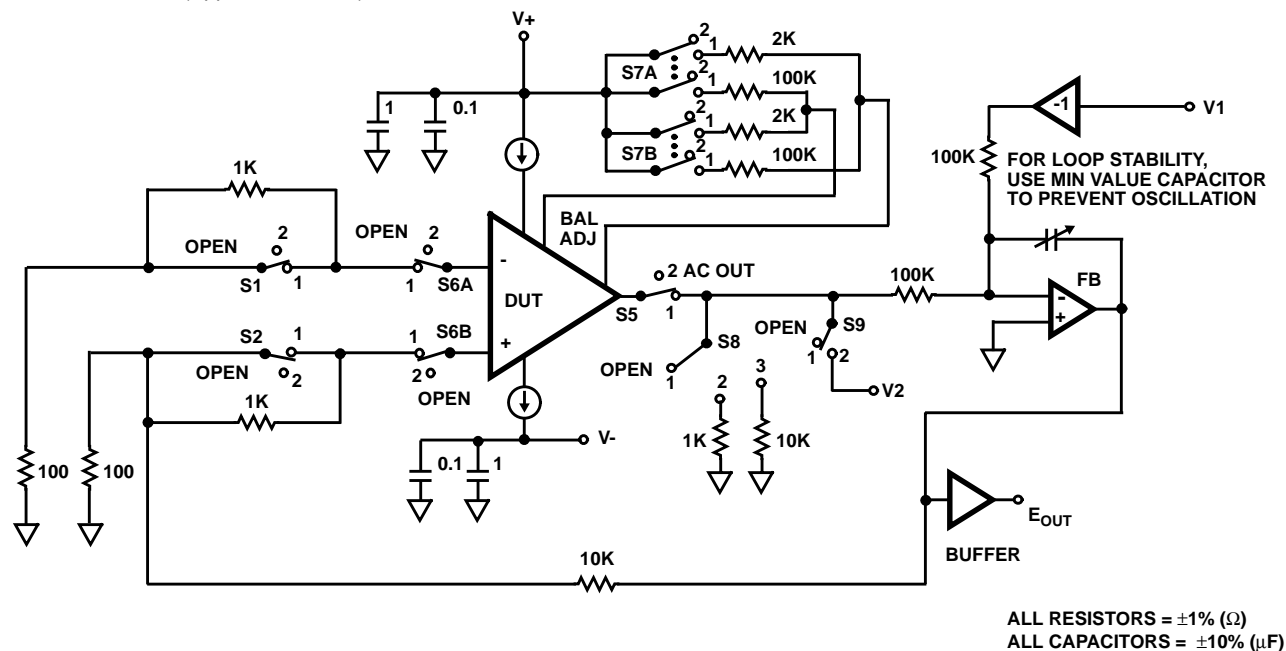 V+
2
1
2K
S7A
2
1
100K
2
1
2K
S7B
2
1
100K
1
0.1
-1
V1
100K
FOR LOOP STABILITY,
USE MIN VALUE CAPACITOR
TO PREVENT OSCILLATION
1K
OPEN
2
S1
1
OPEN
2
1
S6A
BAL
ADJ
-
DUT
+
2 AC OUT
S5
1
100K
FB
-
+
S2
1
OPEN
2
1
S6B
2
OPEN
1K
S8
OPEN
1
2
3
1K
10K
OPEN
S9
1
2
V2
V-
0.1
1
100
100
EOUT
BUFFER
10K
ALL RESISTORS = ±1% (Ω)
ALL CAPACITORS = ±10% (μF)